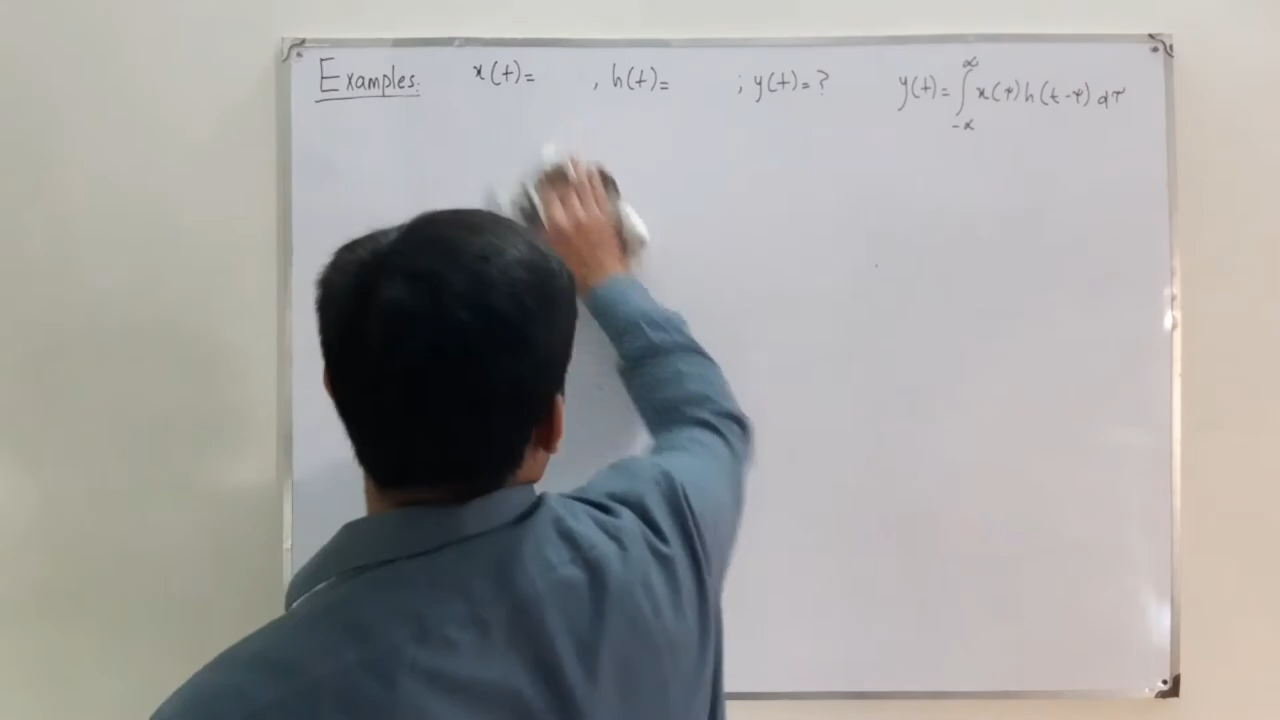 Examples: x(t)= , h(t)= ; y(t)=? y(t)=∫_{-∞}^{∞} x(τ)h(t-τ)dτ